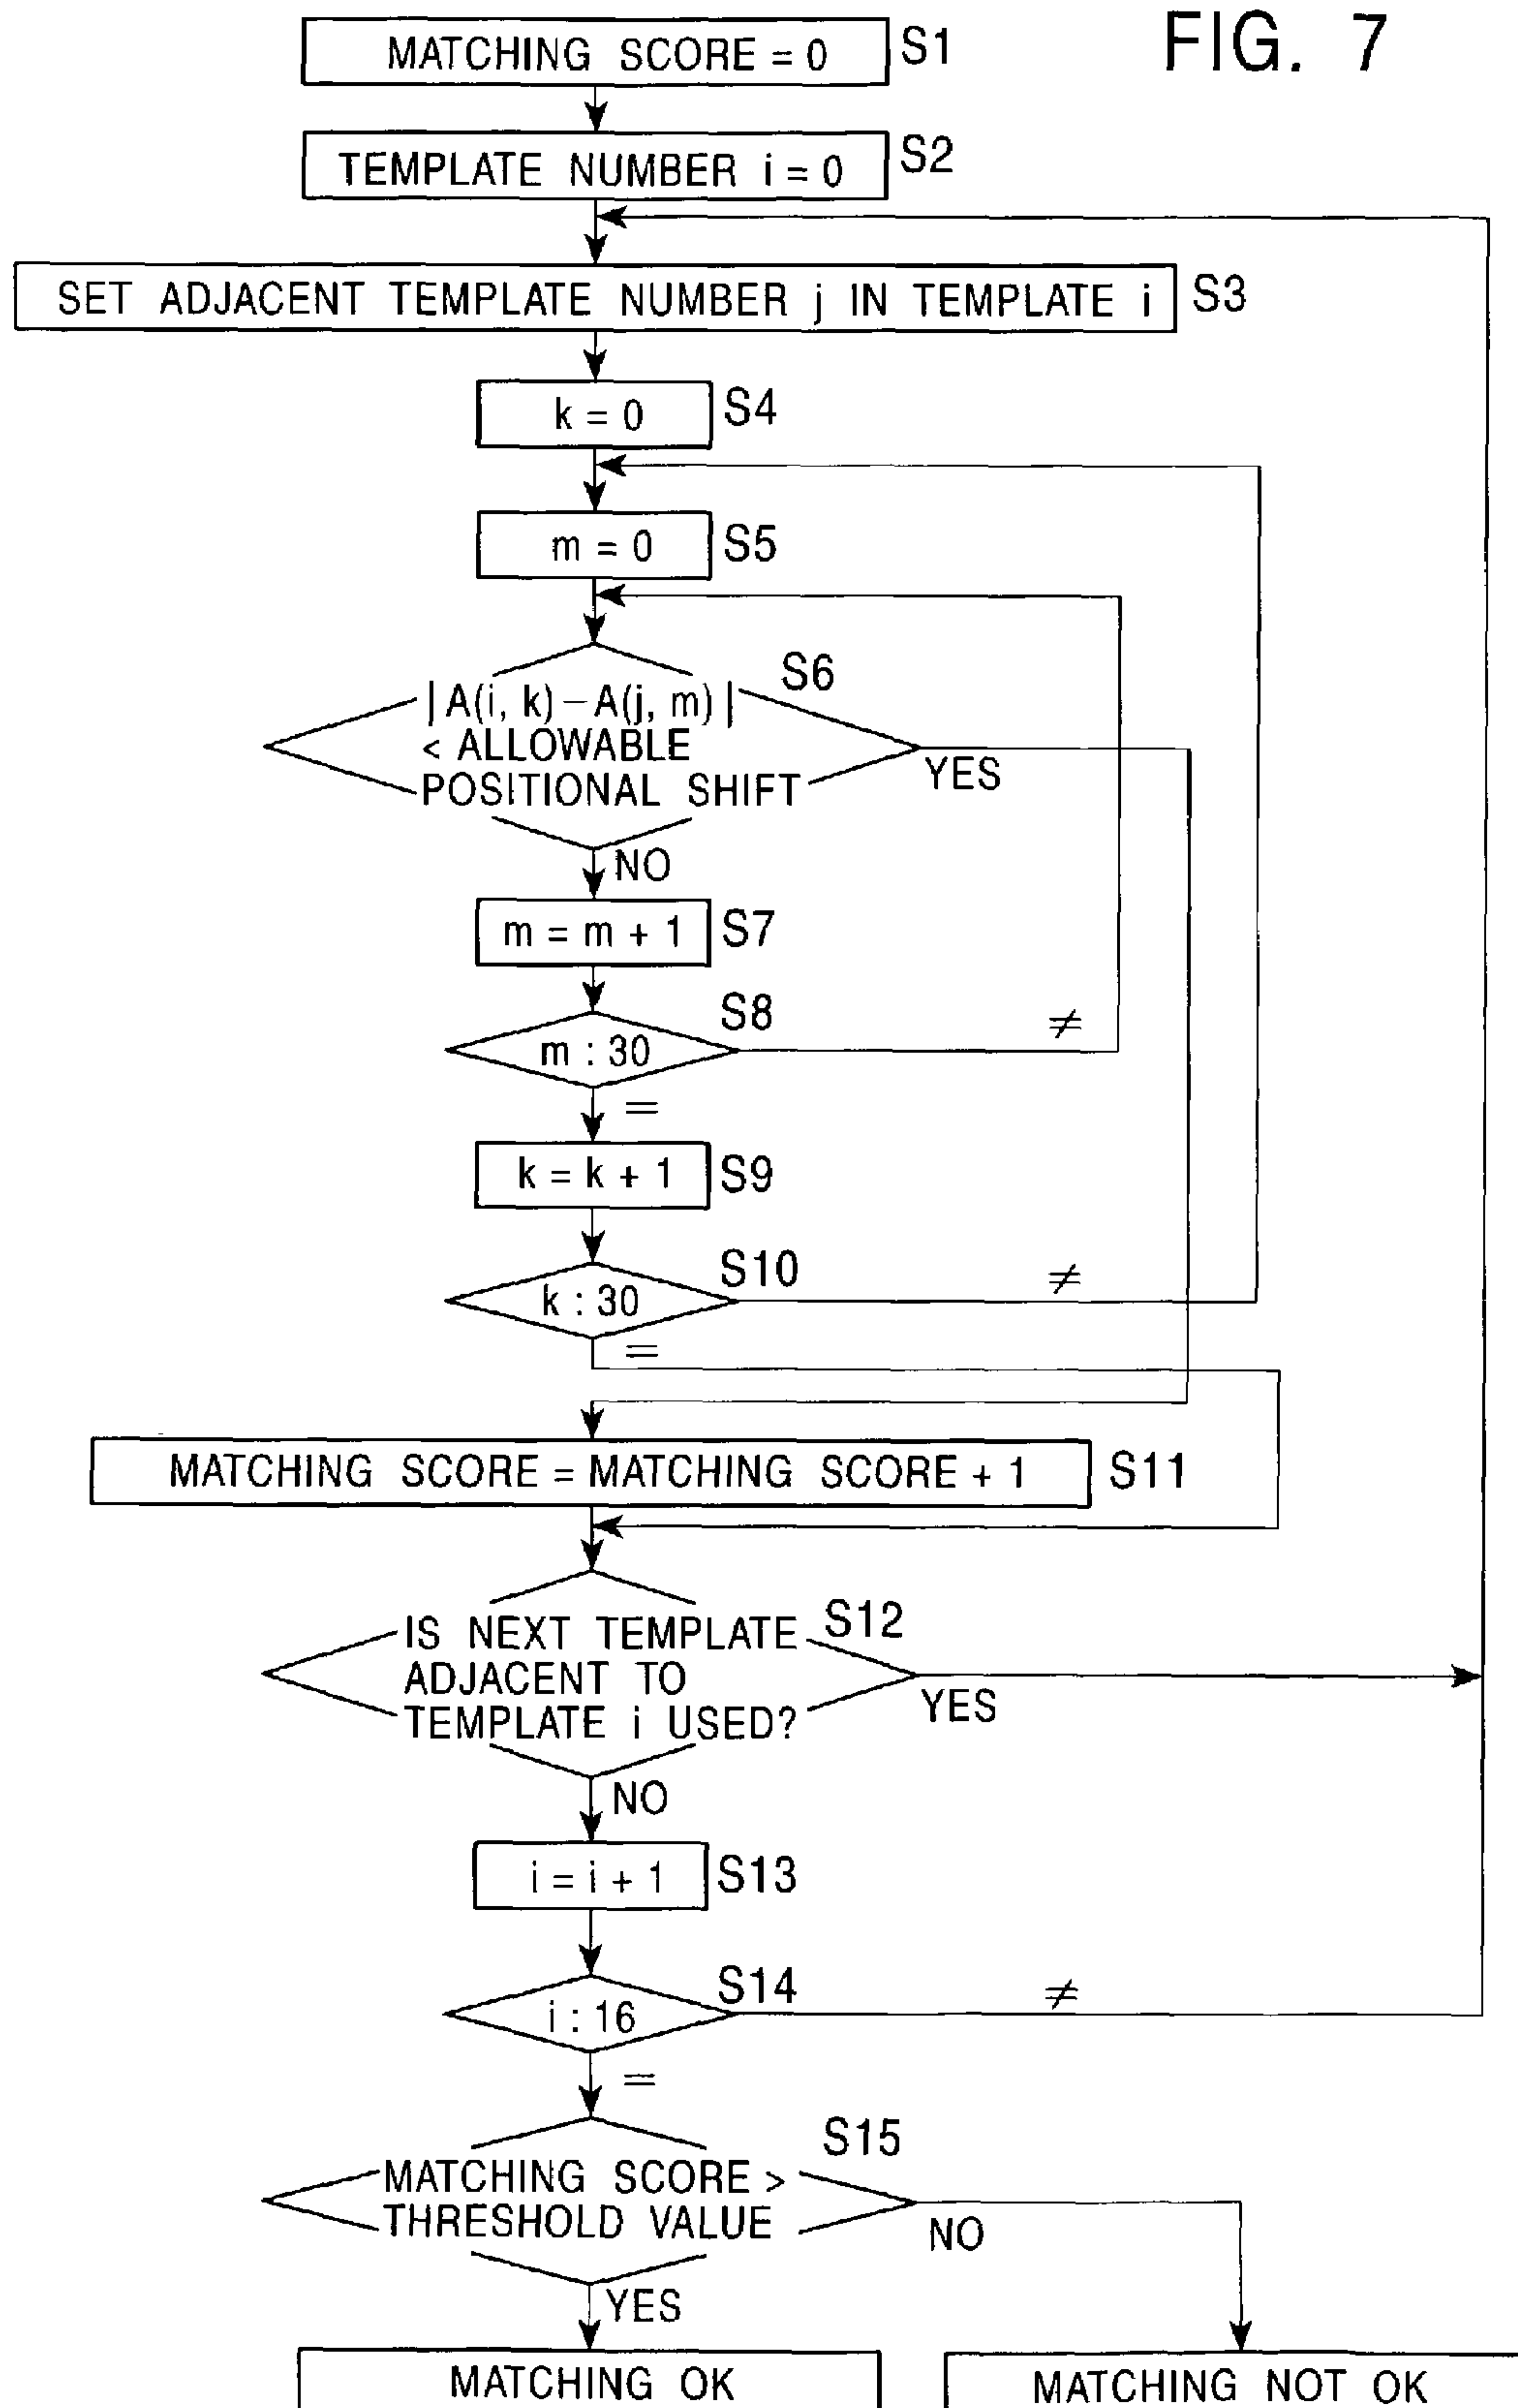 FIG. 7
MATCHING SCORE = 0 S1
TEMPLATE NUMBER i = 0 S2
SET ADJACENT TEMPLATE NUMBER j IN TEMPLATE i S3
k = 0 S4
m = 0 S5
S6
|A(i, k) – A(j, m)|
< ALLOWABLE
POSITIONAL SHIFT
YES
NO
m = m + 1 S7
S8
m : 30 ≠
=
k = k + 1 S9
S10
k : 30 ≠
=
MATCHING SCORE = MATCHING SCORE + 1 S11
S12
IS NEXT TEMPLATE
ADJACENT TO
TEMPLATE i USED?
YES
NO
i = i + 1 S13
S14
i : 16 ≠
=
S15
MATCHING SCORE >
THRESHOLD VALUE
NO
YES
MATCHING OK
MATCHING NOT OK